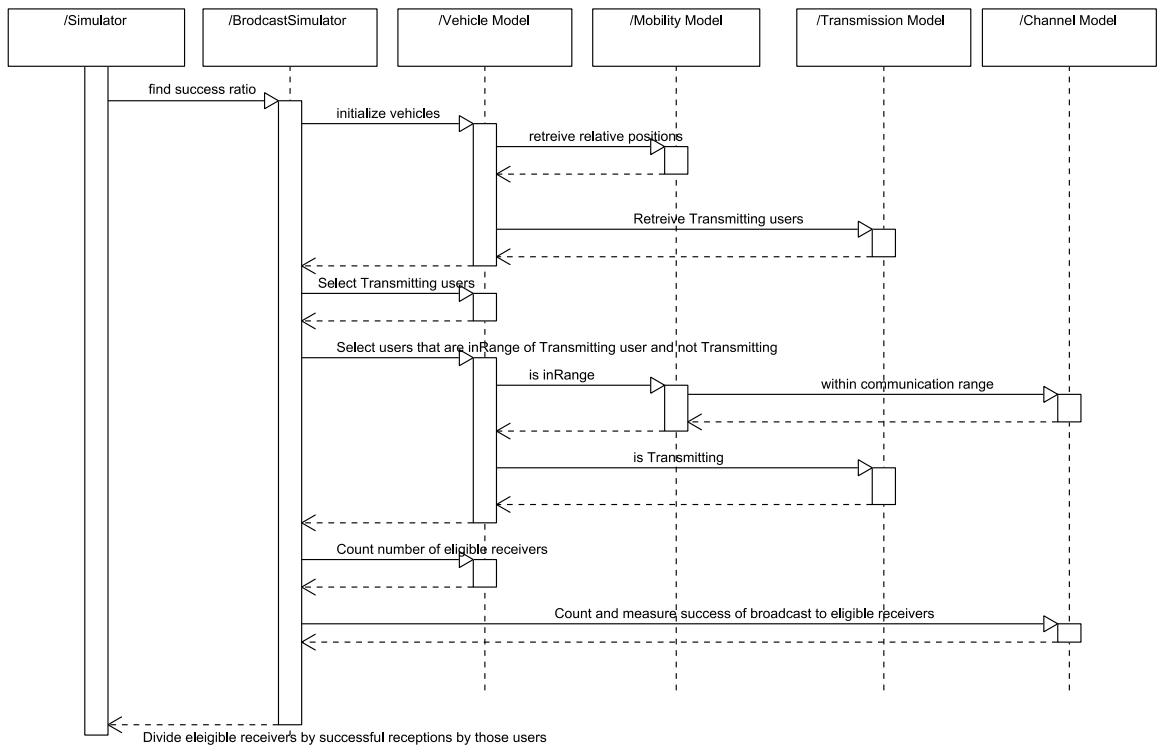 /Simulator
/BrodcastSimulator
/Vehicle Model
/Mobility Model
/Transmission Model
/Channel Model
find success ratio
initialize vehicles
retreive relative positions
Retreive Transmitting users
Select Transmitting users
Select users that are inRange of Transmitting user and not Transmitting
is inRange
within communication range
is Transmitting
Count number of eligible receivers
Count and measure success of broadcast to eligible receivers
Divide eleigible receivers by successful receptions by those users